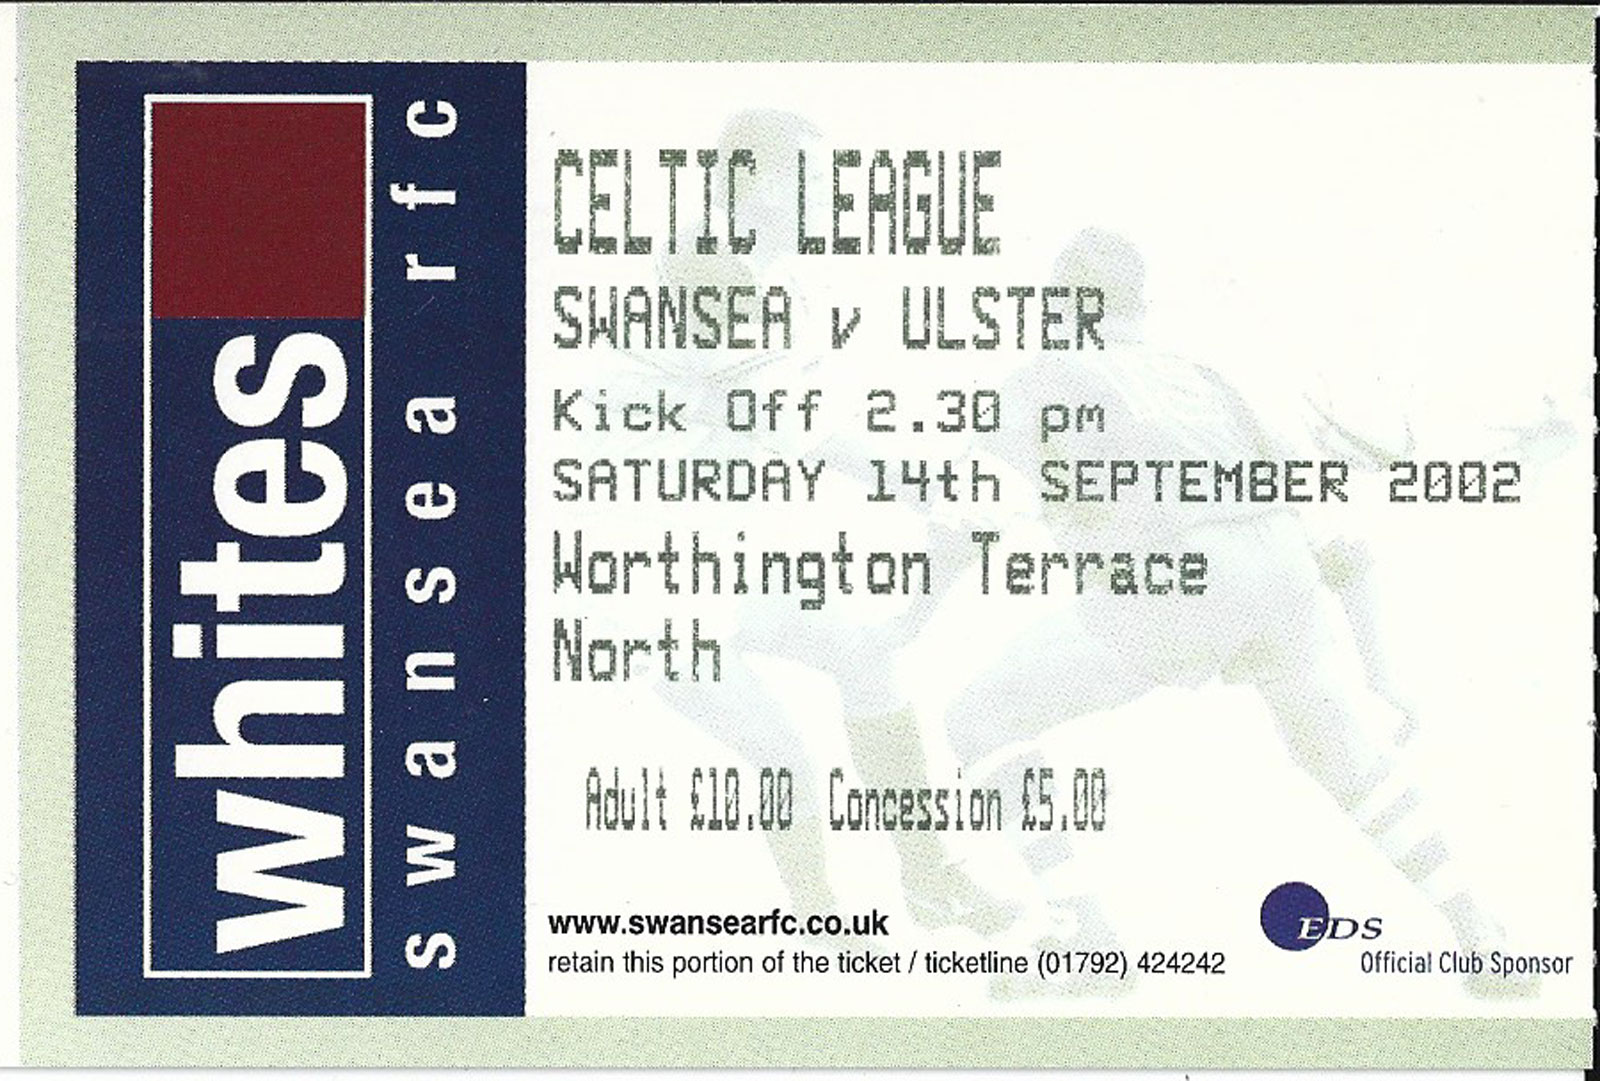 whites
swansea rfc
CELTIC LEAGUE
SWANSEA v ULSTER
Kick Off 2.30 pm
SATURDAY 14th SEPTEMBER 2002
Worthington Terrace
North
Adult £10.00 Concession £5.00
www.swansearfc.co.uk
retain this portion of the ticket / ticketline (01792) 424242
EDS
Official Club Sponsor